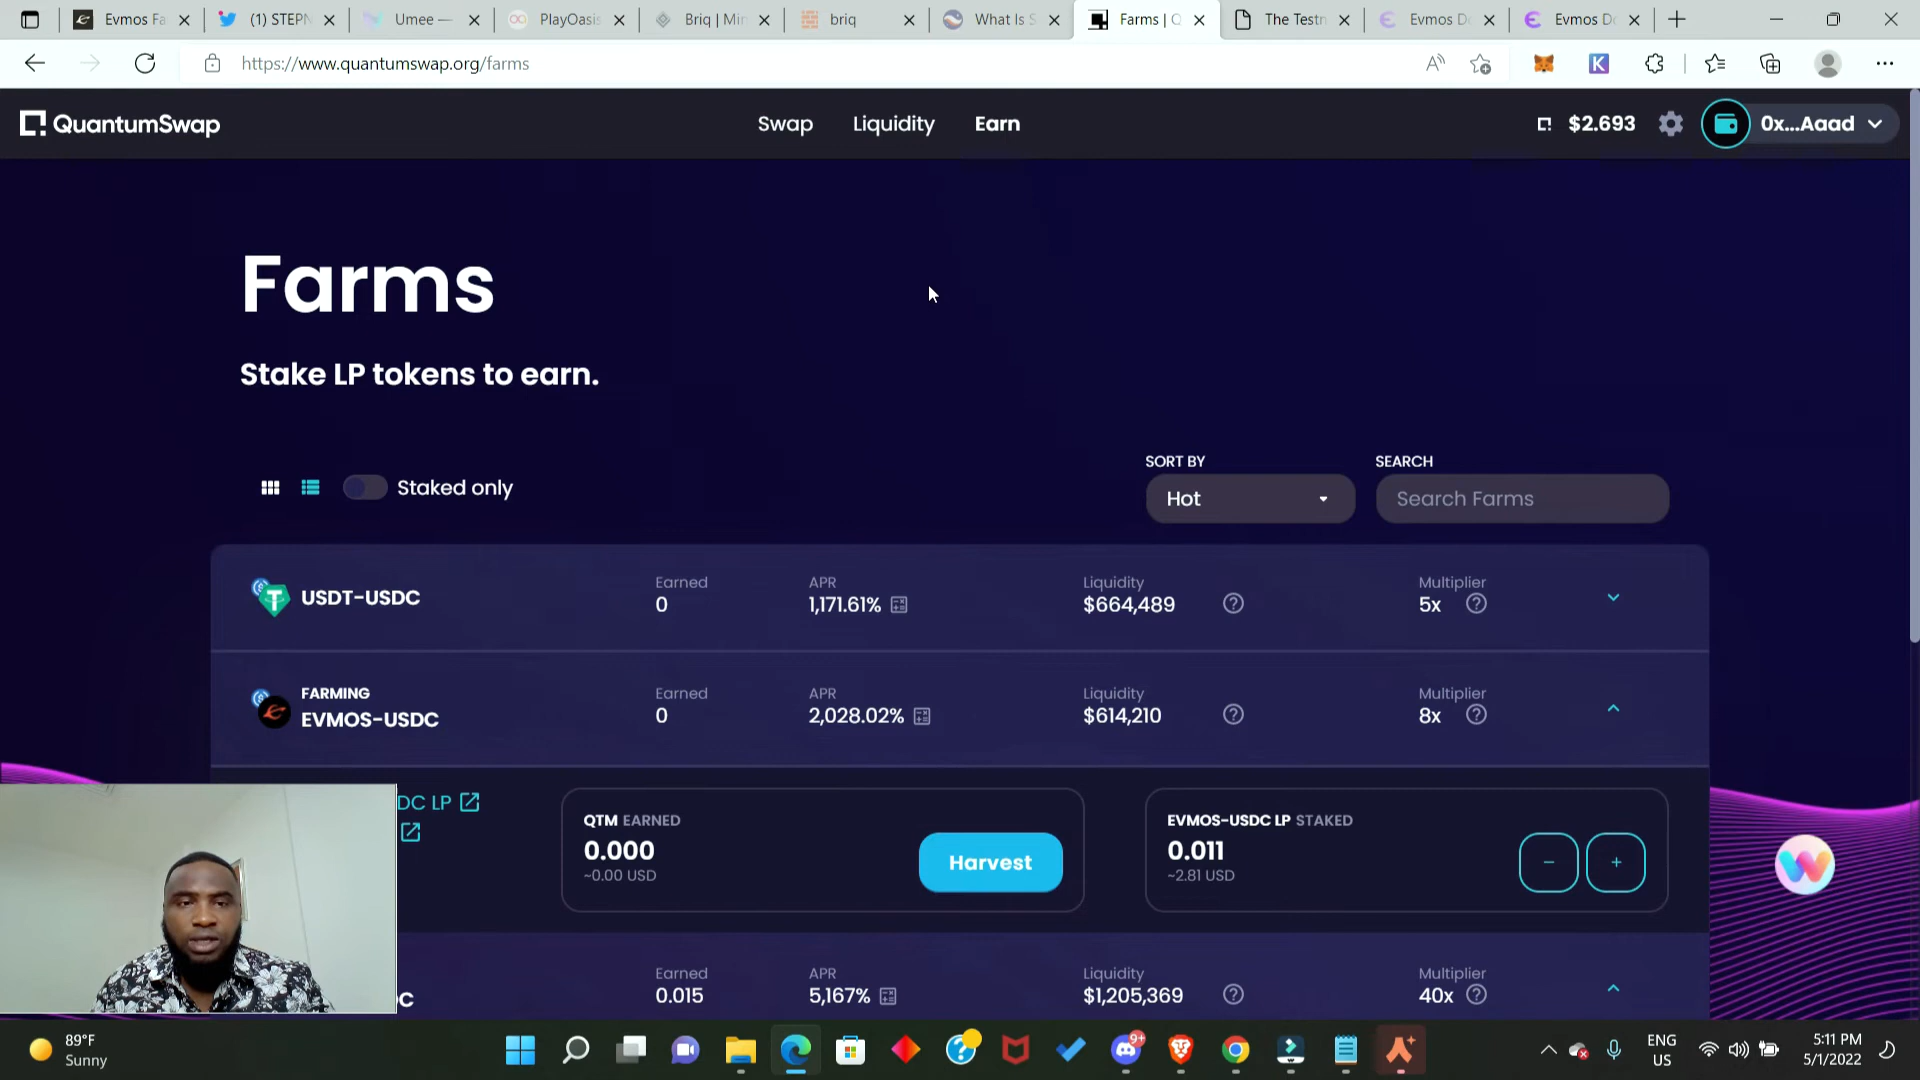 Evmos Fa
(1) STEPN
Umee —
PlayOasis
Briq | Min
briq
What Is S
Farms | Q
The Testn
Evmos Do
Evmos Do
https://www.quantumswap.org/farms
QuantumSwap
Swap
Liquidity
Earn
$2.693
0x...Aaad
Farms
Stake LP tokens to earn.
Staked only
SORT BY
Hot
SEARCH
Search Farms
USDT-USDC
Earned
0
APR
1,171.61%
Liquidity
$664,489
Multiplier
5x
FARMING
EVMOS-USDC
Earned
0
APR
2,028.02%
Liquidity
$614,210
Multiplier
8x
DC LP
QTM EARNED
0.000
~0.00 USD
Harvest
EVMOS-USDC LP STAKED
0.011
~2.81 USD
−
+
C
Earned
0.015
APR
5,167%
Liquidity
$1,205,369
Multiplier
40x
89°F
Sunny
9+
ENG
US
5:11 PM
5/1/2022